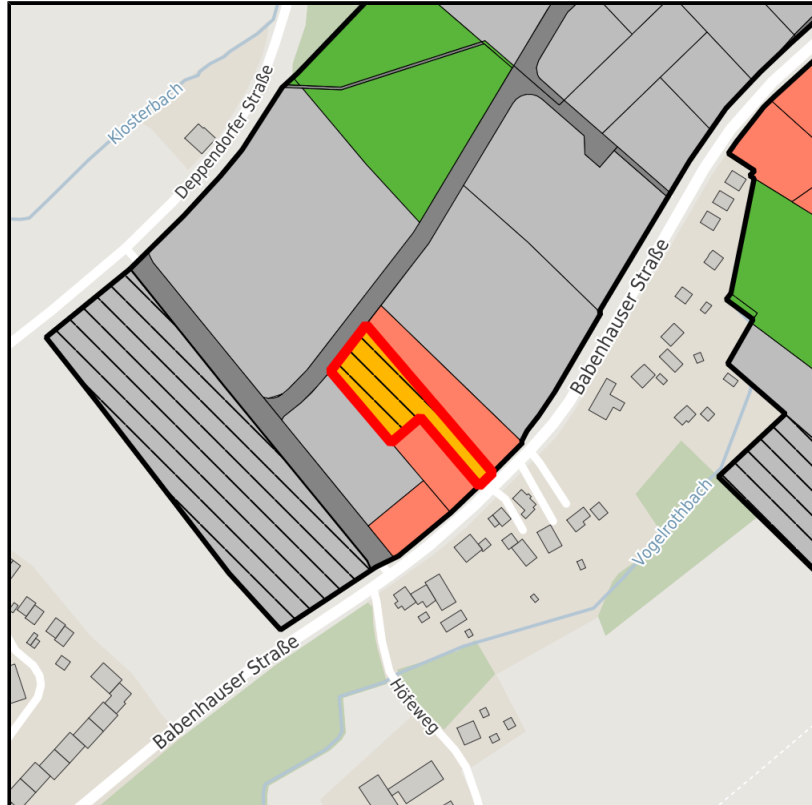 Klosterbach
Deppendorfer Straße
Babenhauser Straße
Vogelrothbach
Babenhauser Straße
Höfeweg